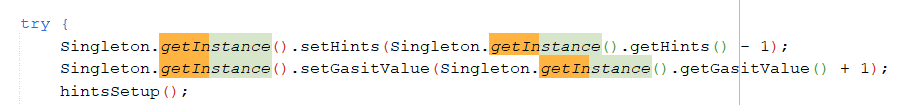 try {
Singleton.getInstance().setHints(Singleton.getInstance().getHints() - 1);
Singleton.getInstance().setGasitValue(Singleton.getInstance().getGasitValue() + 1);
hintsSetup();